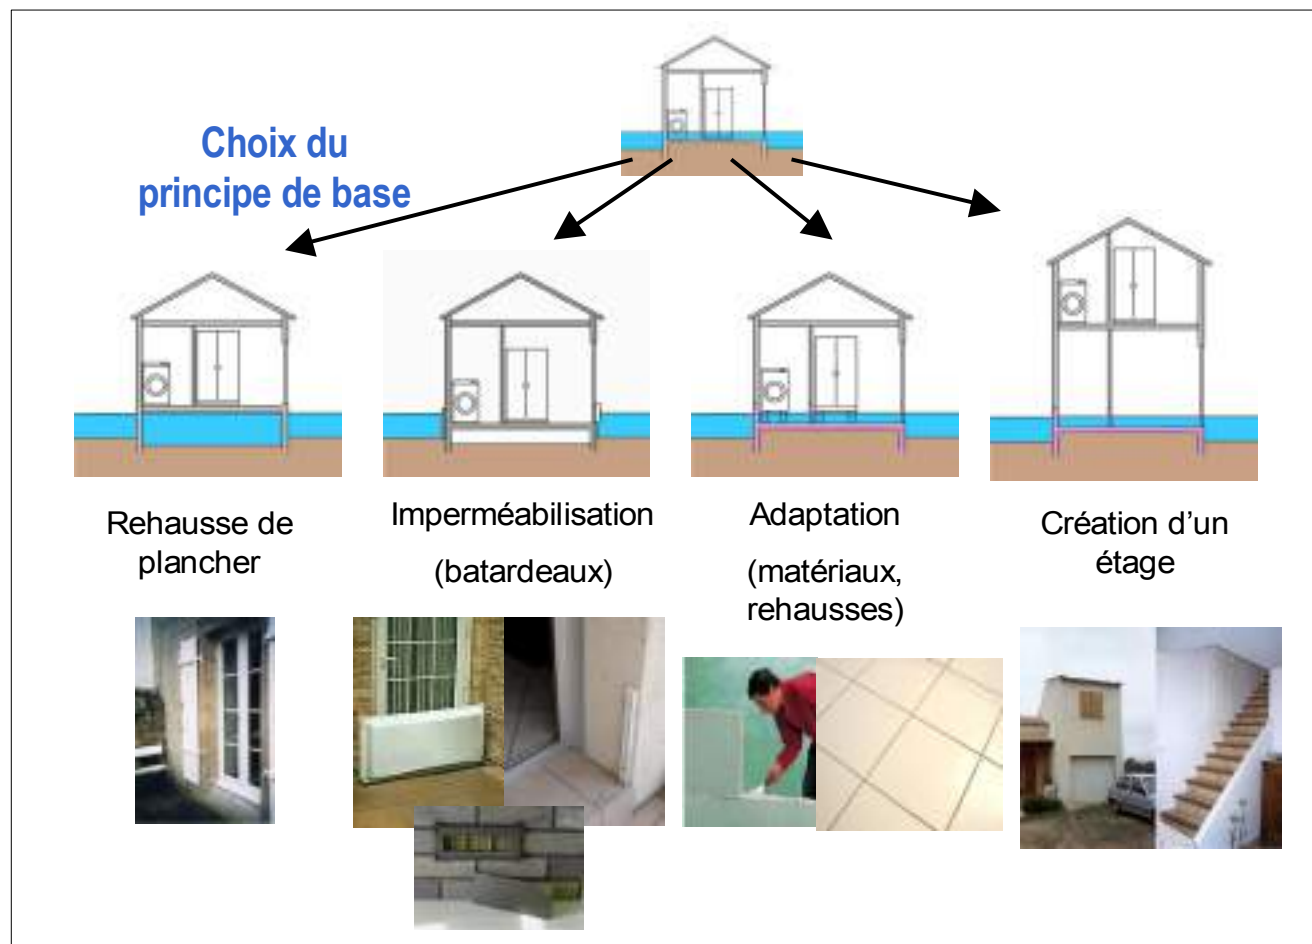 Choix du
principe de base
Rehausse de
plancher
Imperméabilisation
(batardeaux)
Adaptation
(matériaux,
rehausses)
Création d’un
étage